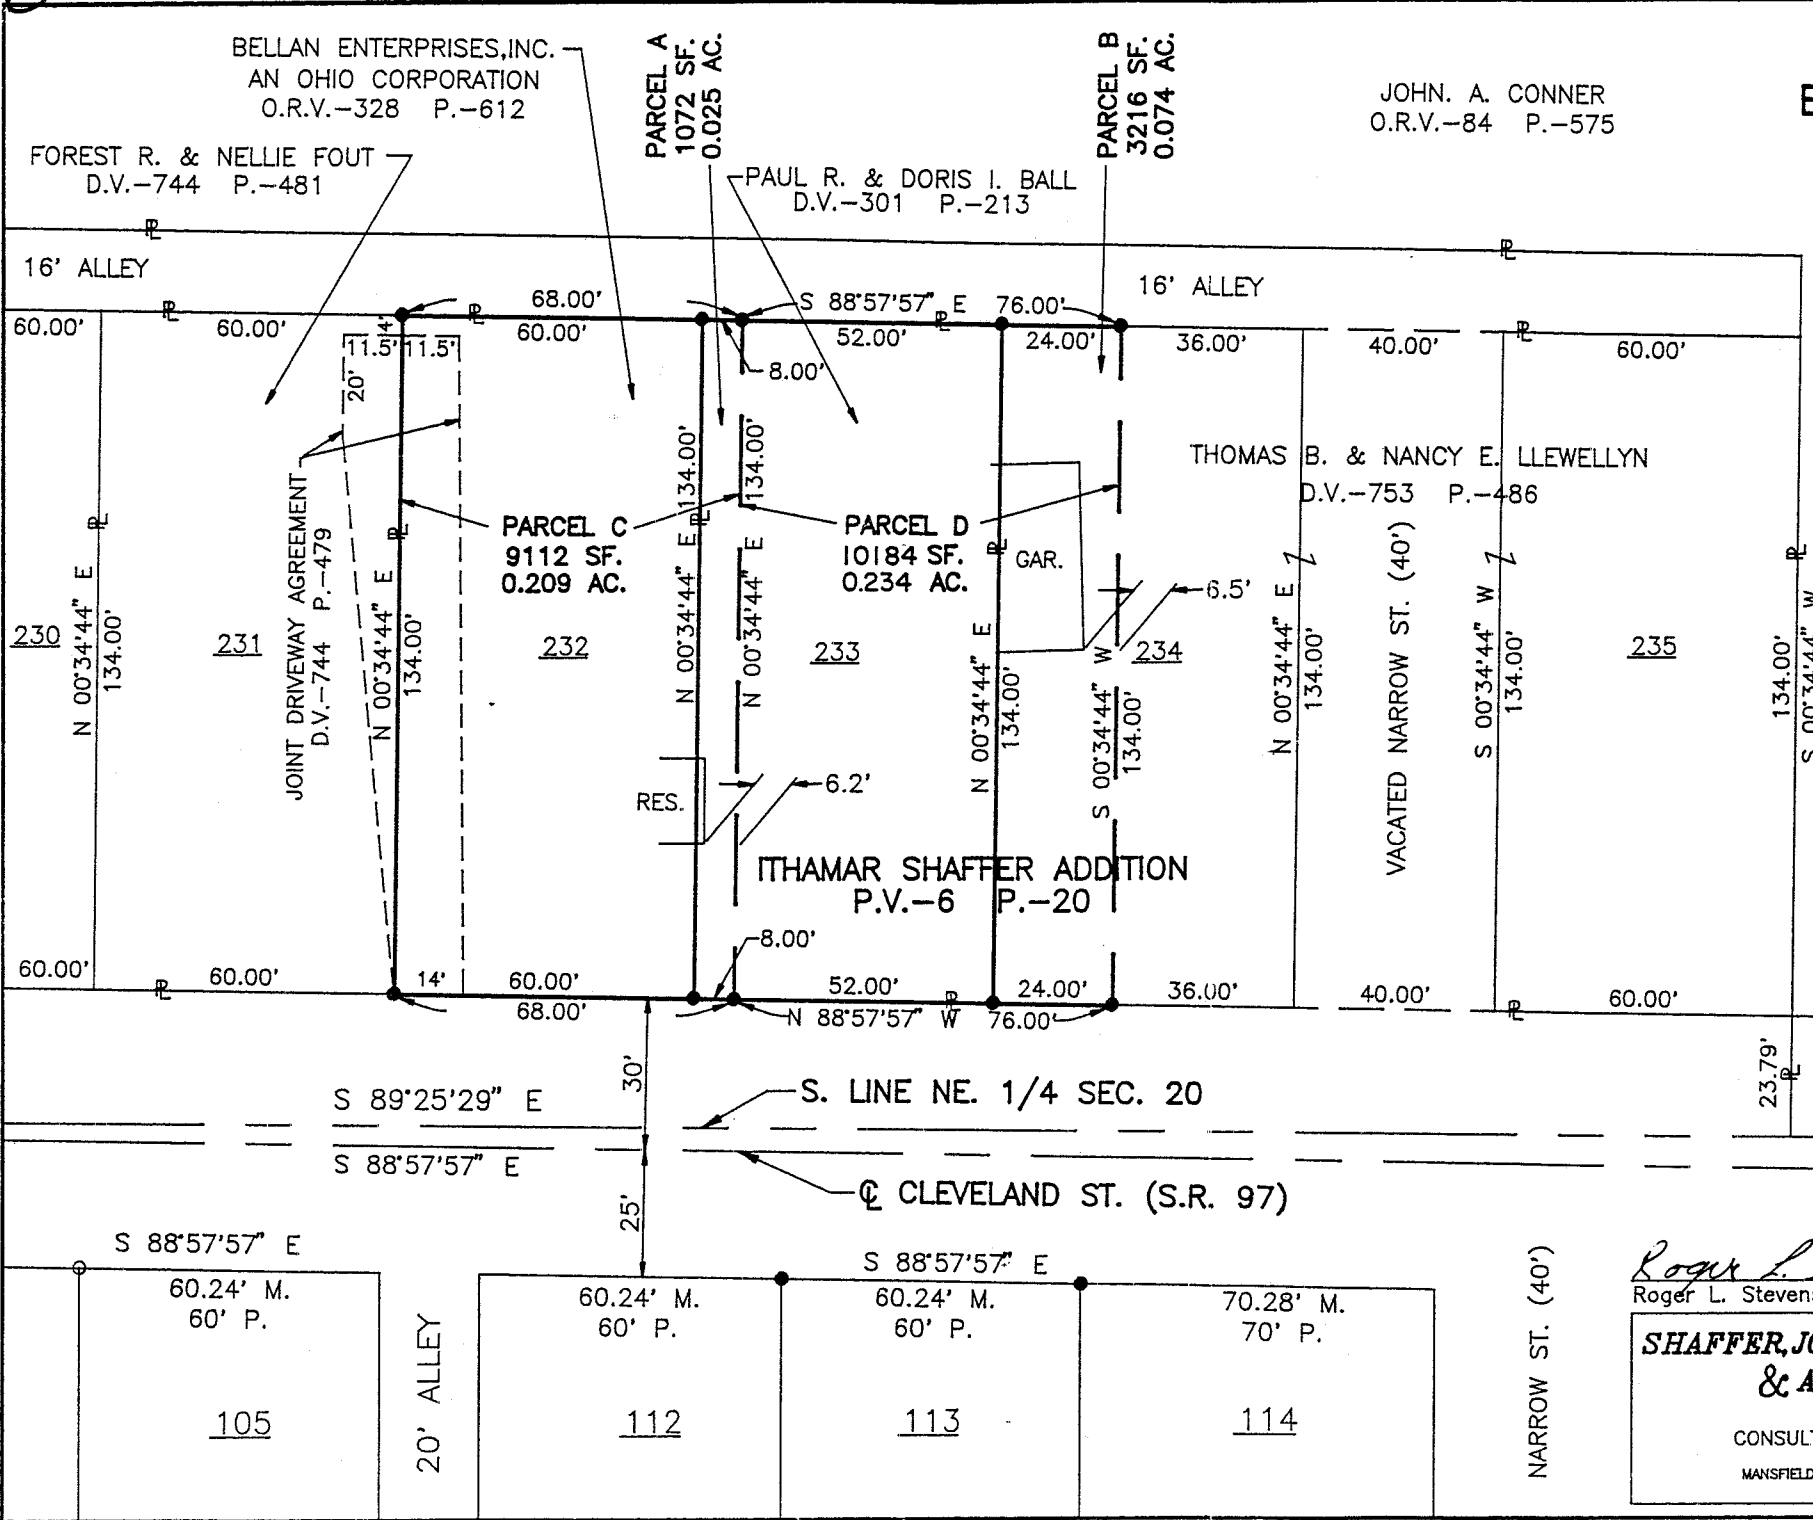 BELLAN ENTERPRISES,INC.
AN OHIO CORPORATION
O.R.V.-328 P.-612
PARCEL A
1072 SF.
0.025 AC.
PARCEL B
3216 SF.
0.074 AC.
JOHN. A. CONNER
O.R.V.-84 P.-575
FOREST R. & NELLIE FOUT
D.V.-744 P.-481
PAUL R. & DORIS I. BALL
D.V.-301 P.-213
16' ALLEY
16' ALLEY
68.00'
S 88°57'57" E
76.00'
60.00'
60.00'
4'
60.00'
52.00'
24.00'
36.00'
40.00'
60.00'
11.5'
11.5'
8.00'
20'
THOMAS B. & NANCY E. LLEWELLYN
D.V.-753 P.-486
PARCEL C
9112 SF.
0.209 AC.
PARCEL D
10184 SF.
0.234 AC.
GAR.
6.5'
JOINT DRIVEWAY AGREEMENT
D.V.-744 P.-479
N 00°34'44" E
134.00'
N 00°34'44" E
134.00'
N 00°34'44" E
134.00'
N 00°34'44" E
134.00'
N 00°34'44" E
134.00'
S 00°34'44" W
134.00'
N 00°34'44" E
134.00'
VACATED NARROW ST. (40')
S 00°34'44" W
134.00'
134.00'
S 00°34'44" W
230
231
232
233
234
235
RES.
6.2'
ITHAMAR SHAFFER ADDITION
P.V.-6 P.-20
8.00'
60.00'
60.00'
14'
60.00'
52.00'
24.00'
36.00'
40.00'
60.00'
68.00'
N 88°57'57" W
76.00'
30'
23.79'
S 89°25'29" E
S. LINE NE. 1/4 SEC. 20
S 88°57'57" E
25'
℄ CLEVELAND ST. (S.R. 97)
S 88°57'57" E
S 88°57'57" E
60.24' M.
60' P.
60.24' M.
60' P.
60.24' M.
60' P.
70.28' M.
70' P.
105
20' ALLEY
112
113
114
NARROW ST. (40')
Roger L.
Roger L. Stevens
SHAFFER, JO
& A
CONSULT
MANSFIELD